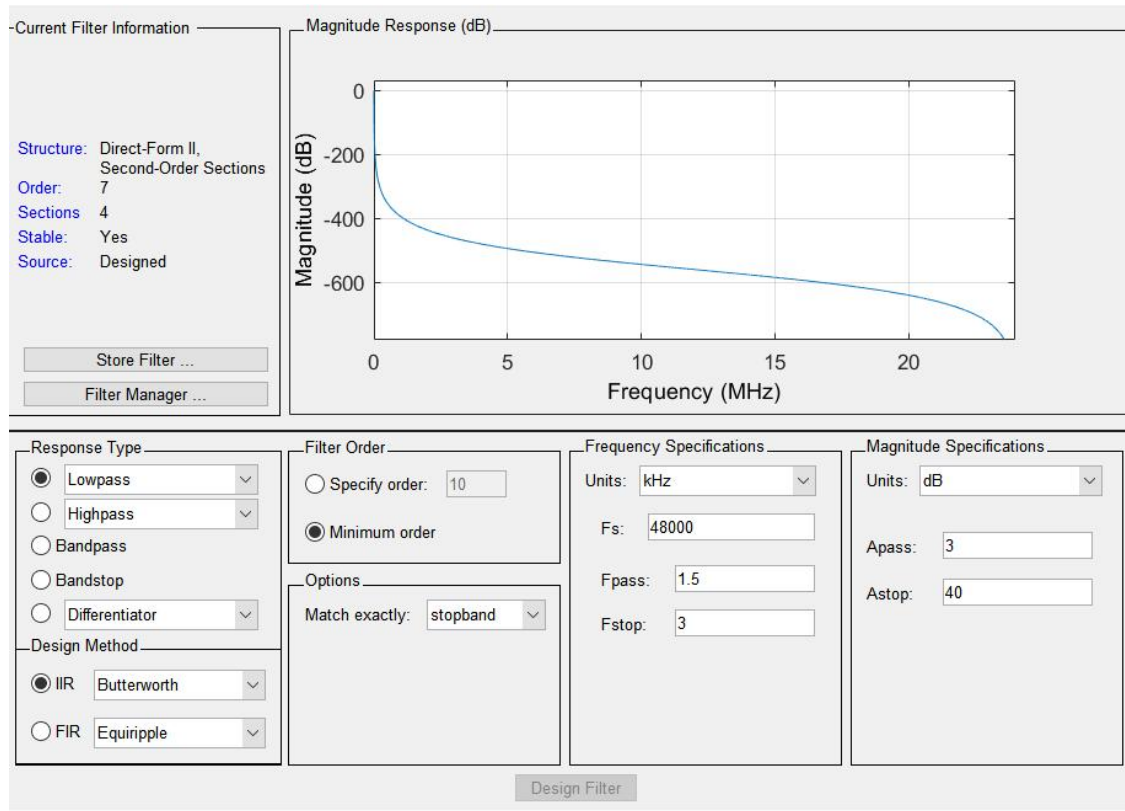 Current Filter Information
Structure: Direct-Form II,
Second-Order Sections
Order: 7
Sections 4
Stable: Yes
Source: Designed
Store Filter ...
Filter Manager ...
Magnitude Response (dB)
Magnitude (dB)
0
-200
-400
-600
0 5 10 15 20
Frequency (MHz)
Response Type
Lowpass
Highpass
Bandpass
Bandstop
Differentiator
Design Method
IIR Butterworth
FIR Equiripple
Filter Order
Specify order: 10
Minimum order
Options
Match exactly: stopband
Frequency Specifications
Units: kHz
Fs: 48000
Fpass: 1.5
Fstop: 3
Magnitude Specifications
Units: dB
Apass: 3
Astop: 40
Design Filter